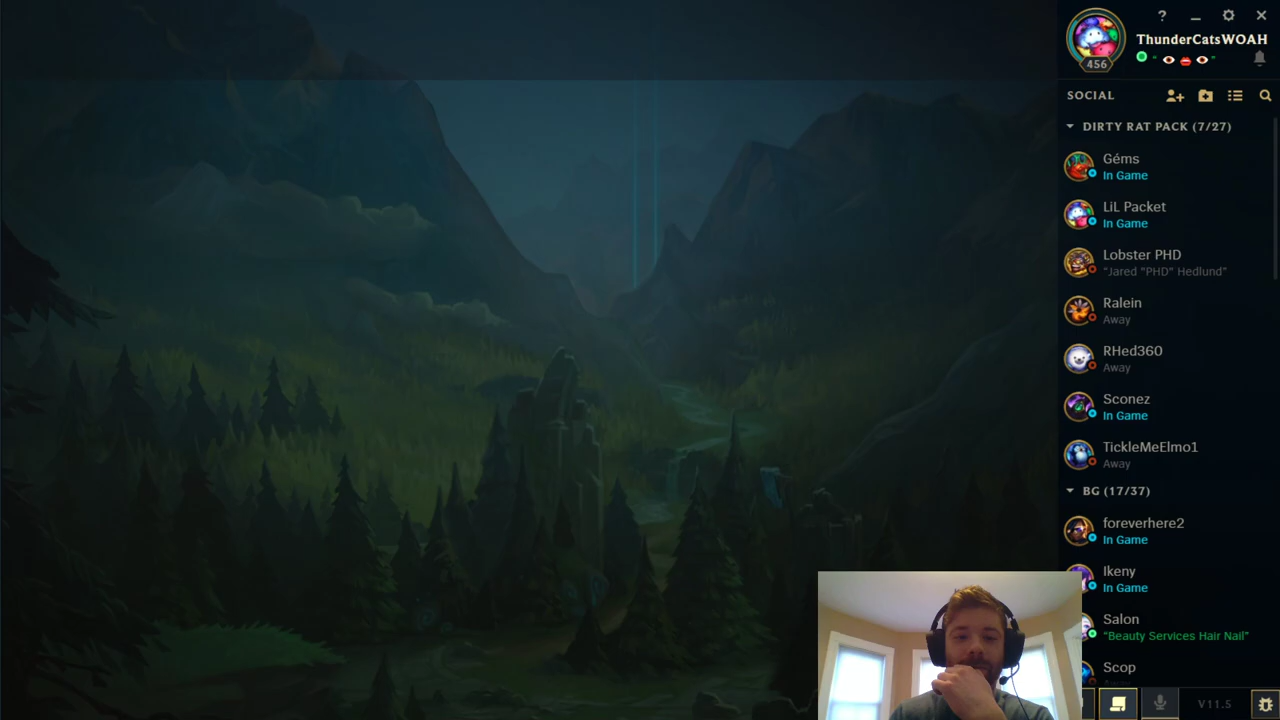 ?
ThunderCatsWOAH
456
SOCIAL
DIRTY RAT PACK (7/27)
Géms
In Game
LiL Packet
In Game
Lobster PHD
"Jared "PHD" Hedlund"
Ralein
Away
RHed360
Away
Sconez
In Game
TickleMeElmo1
Away
BG (17/37)
foreverhere2
In Game
Ikeny
In Game
Salon
"Beauty Services Hair Nail"
Scop
Away
V11.5